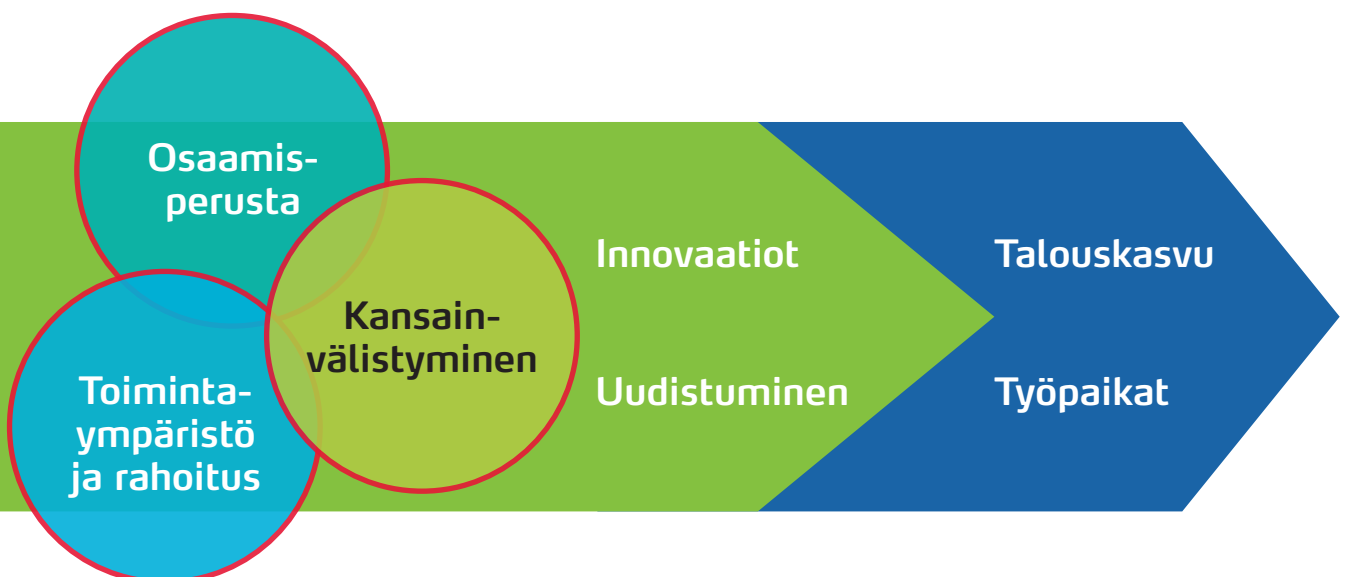 Osaamis-
perusta
Toiminta-
ympäristö
ja rahoitus
Kansain-
välistyminen
Innovaatiot
Uudistuminen
Talouskasvu
Työpaikat